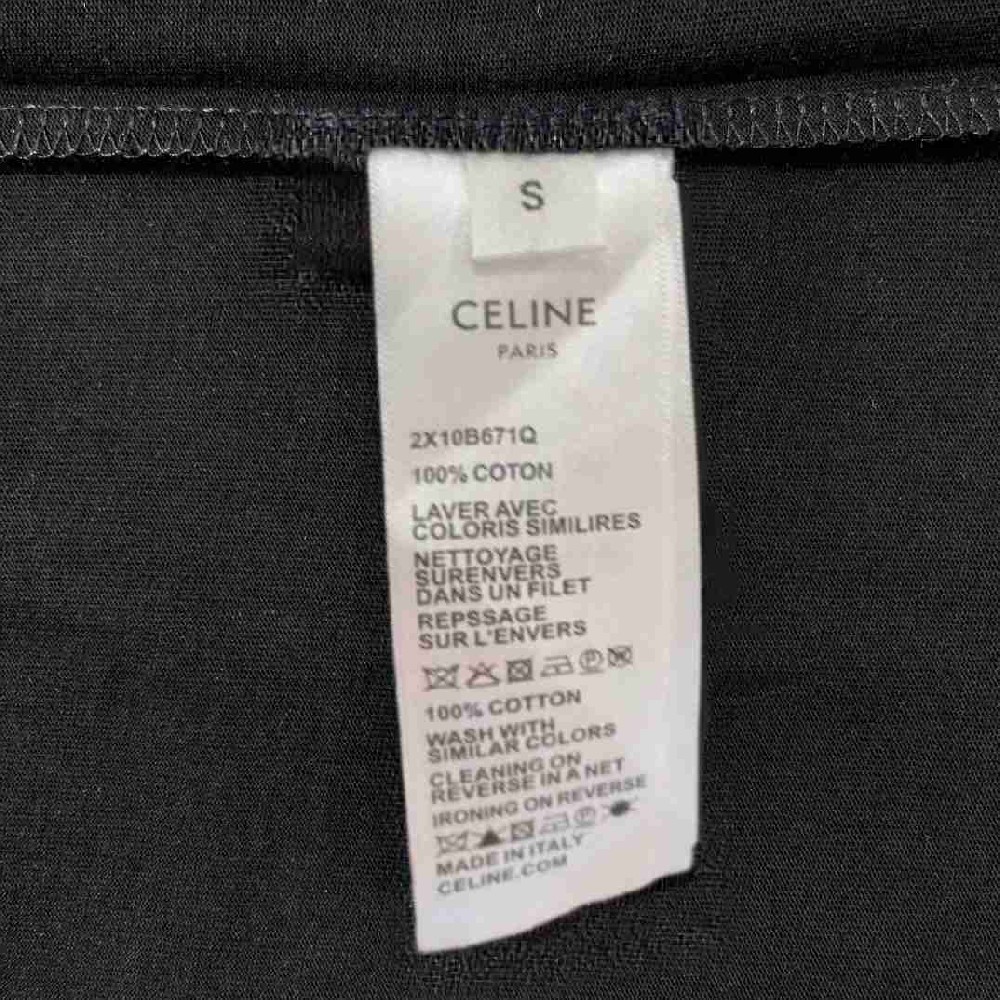 S
CELINE
PARIS
2X10B671Q
100% COTON
LAVER AVEC
COLORIS SIMILIRES
NETTOYAGE
SURENVERS
DANS UN FILET
REPSSAGE
SUR L'ENVERS
100% COTTON
WASH WITH
SIMILAR COLORS
CLEANING ON
REVERSE IN A NET
IRONING ON REVERSE
MADE IN ITALY
CELINE.COM